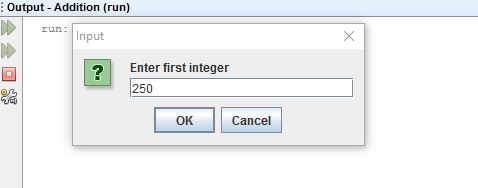 Output - Addition (run)
run:
Input
Enter first integer
250
OK Cancel